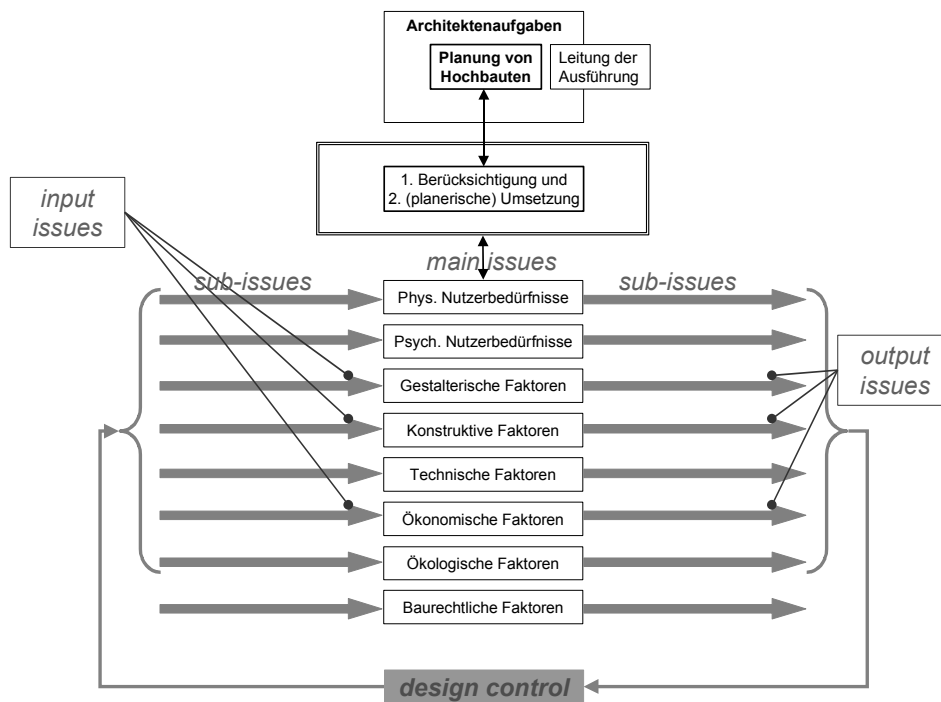 Architektenaufgaben
Planung von
Hochbauten
Leitung der
Ausführung
1. Berücksichtigung und
2. (planerische) Umsetzung
input
issues
main issues
sub-issues
sub-issues
Phys. Nutzerbedürfnisse
Psych. Nutzerbedürfnisse
Gestalterische Faktoren
Konstruktive Faktoren
Technische Faktoren
Ökonomische Faktoren
Ökologische Faktoren
Baurechtliche Faktoren
output
issues
design control